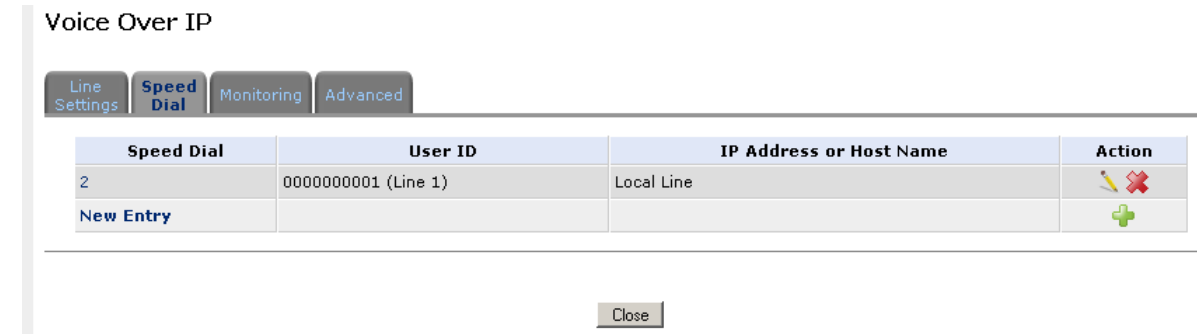 Voice Over IP
Line Settings
Speed Dial
Monitoring
Advanced
Speed Dial User ID IP Address or Host Name Action
2 0000000001 (Line 1) Local Line
New Entry
Close